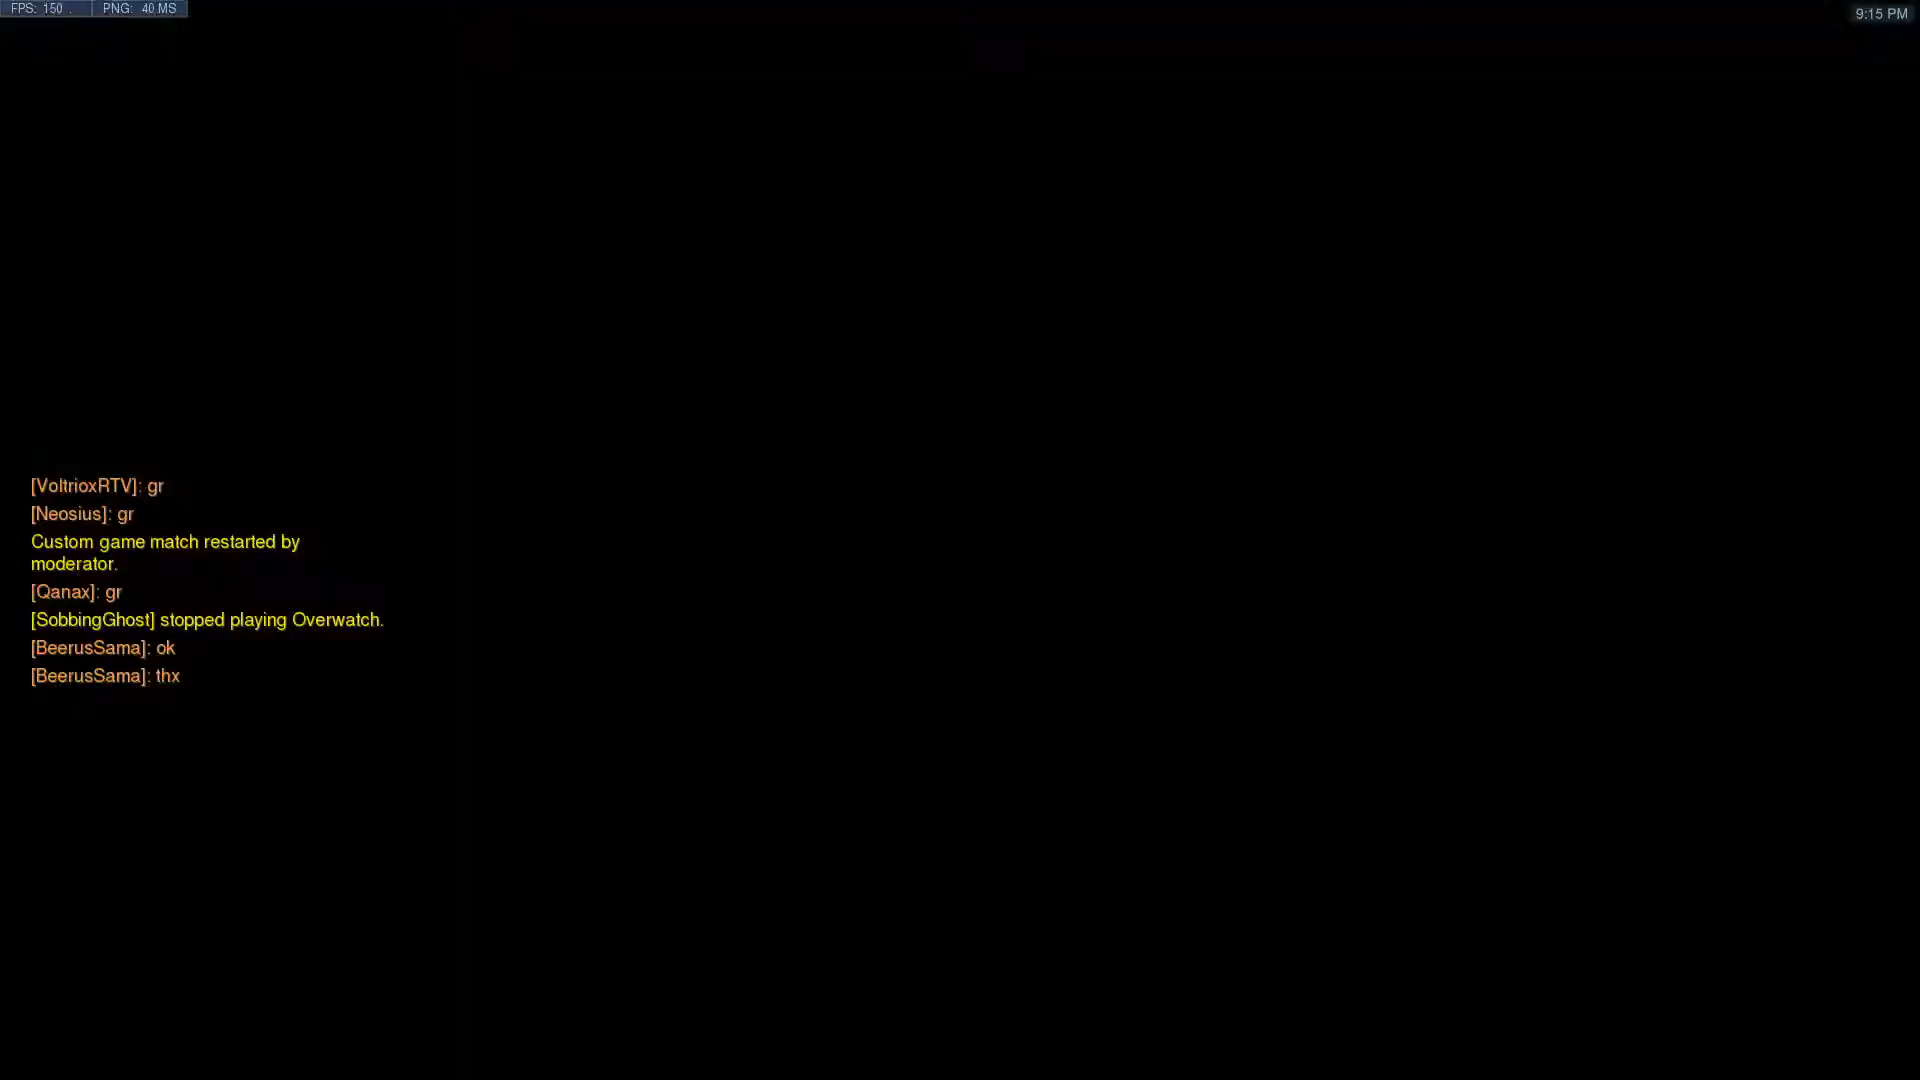 FPS: 150 PNG: 40 MS
9:15 PM
[VoltrioxRTV]: gr
[Neosius]: gr
Custom game match restarted by
moderator.
[Qanax]: gr
[SobbingGhost] stopped playing Overwatch.
[BeerusSama]: ok
[BeerusSama]: thx